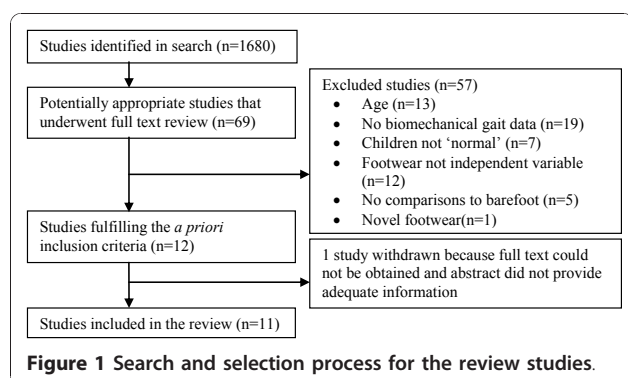 Studies identified in search (n=1680)
Potentially appropriate studies that
underwent full text review (n=69)
Excluded studies (n=57)
• Age (n=13)
• No biomechanical gait data (n=19)
• Children not ‘normal’ (n=7)
• Footwear not independent variable
(n=12)
• No comparisons to barefoot (n=5)
• Novel footwear(n=1)
Studies fulfilling the a priori
inclusion criteria (n=12)
1 study withdrawn because full text could
not be obtained and abstract did not provide
adequate information
Studies included in the review (n=11)
Figure 1 Search and selection process for the review studies.